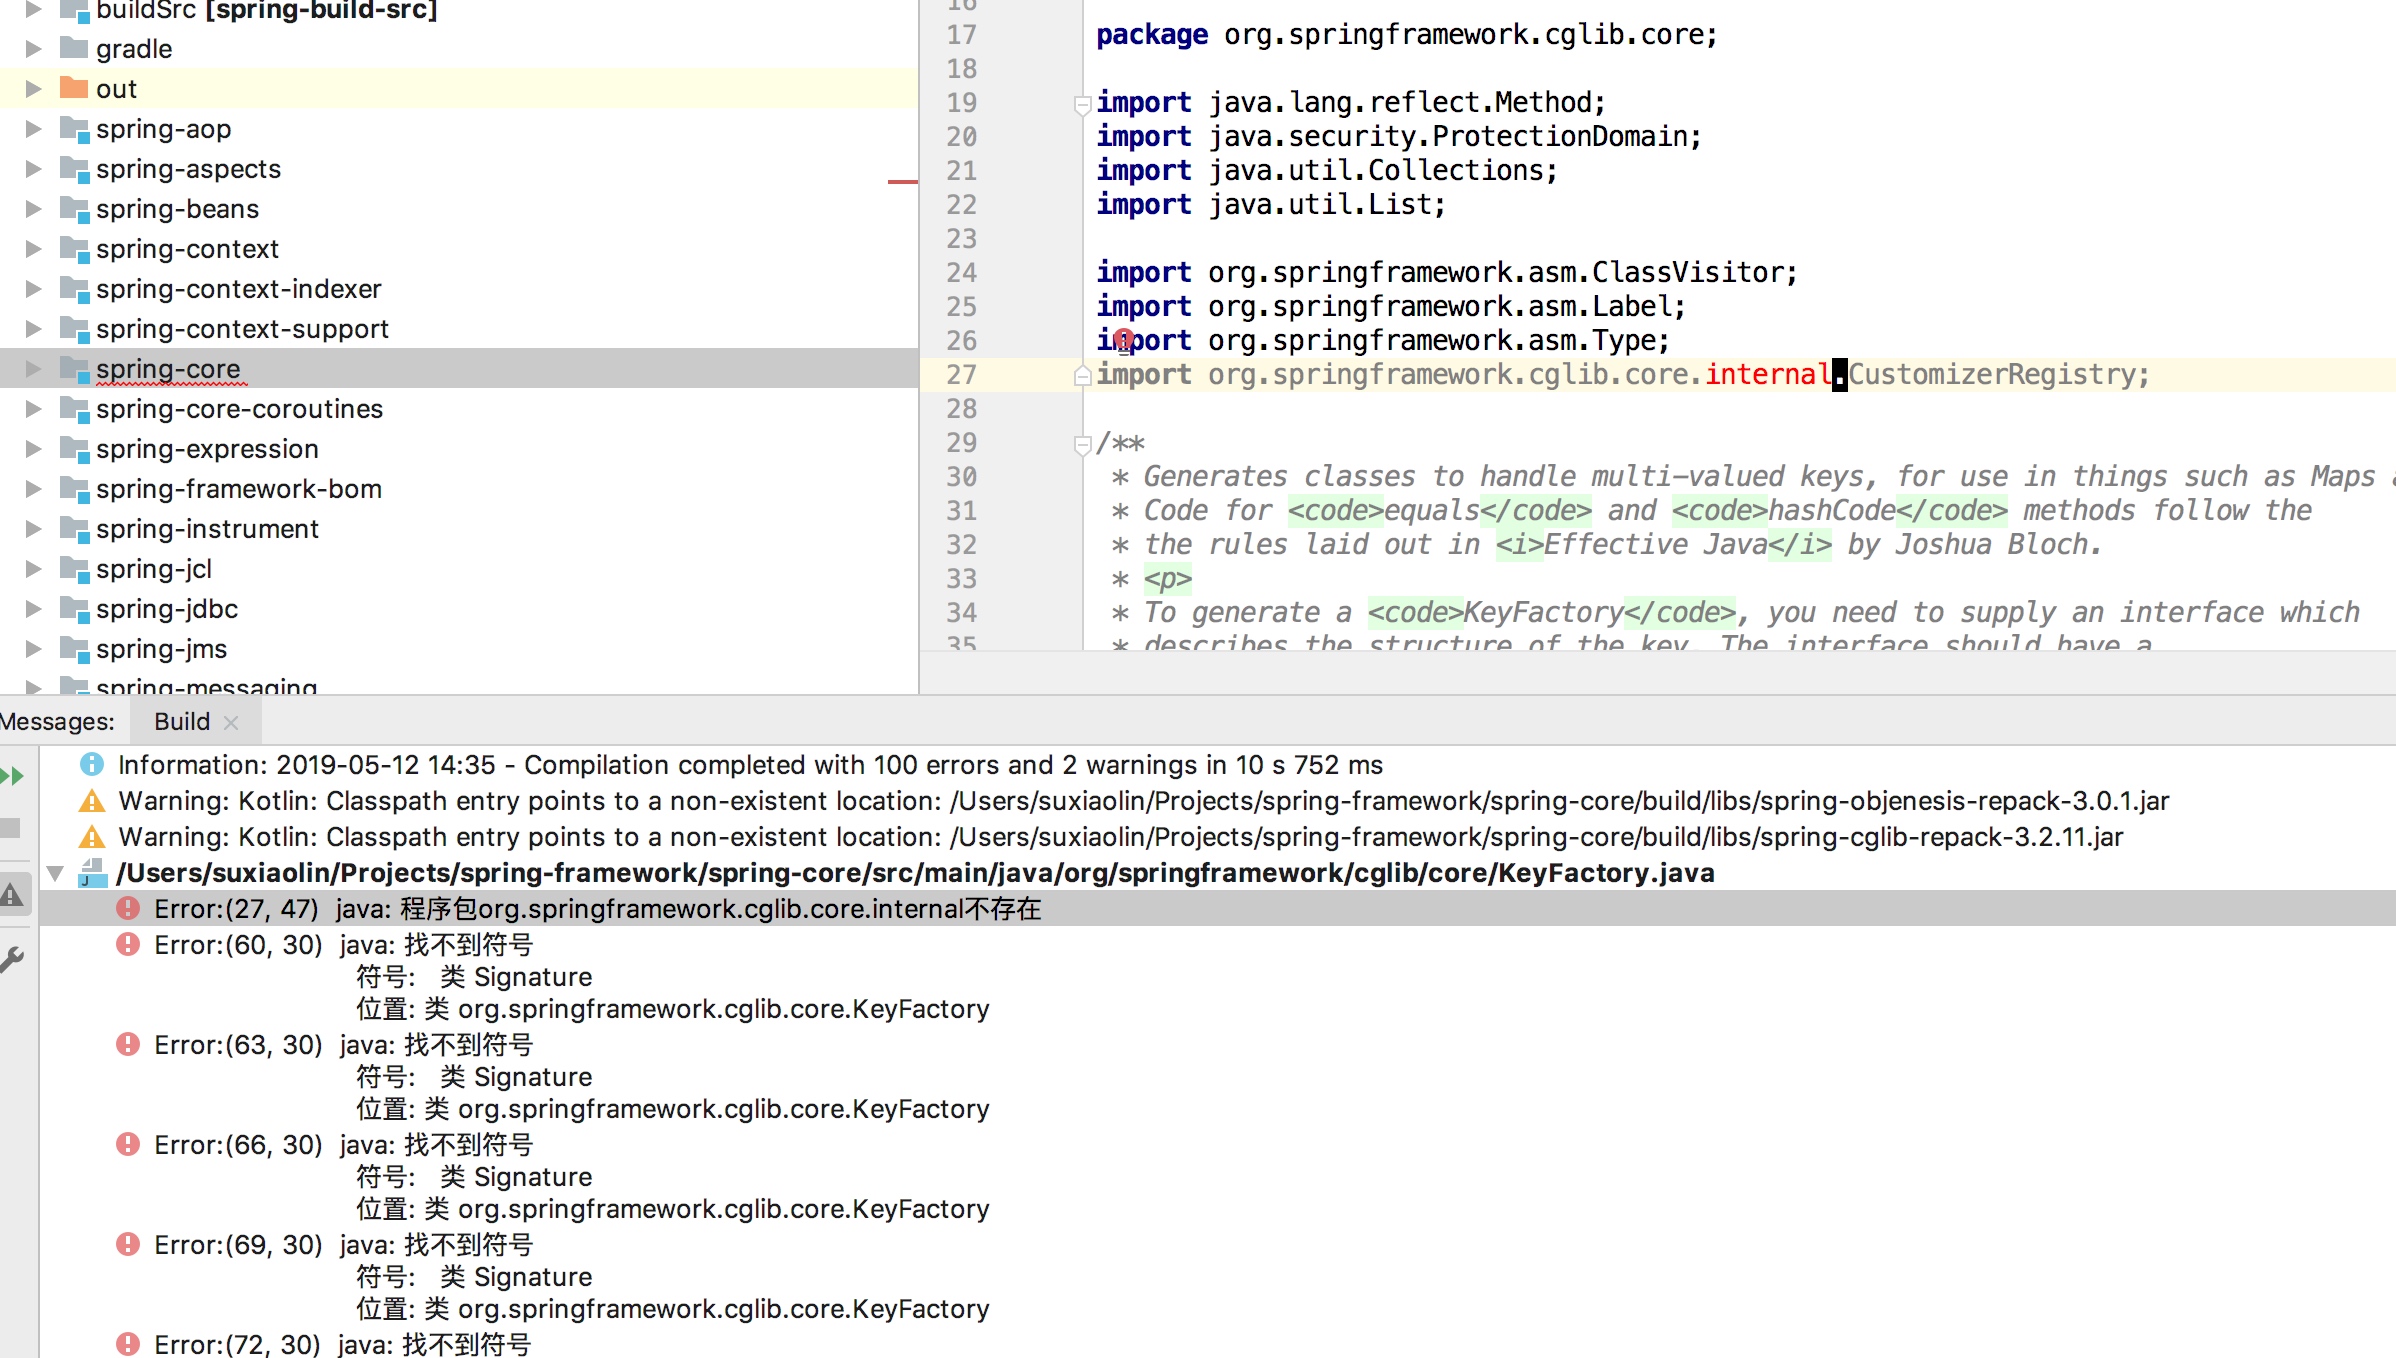 buildSrc [spring-build-src]
gradle
out
spring-aop
spring-aspects
spring-beans
spring-context
spring-context-indexer
spring-context-support
spring-core
spring-core-coroutines
spring-expression
spring-framework-bom
spring-instrument
spring-jcl
spring-jdbc
spring-jms
spring-messaging
16
17 package org.springframework.cglib.core;
18
19 import java.lang.reflect.Method;
20 import java.security.ProtectionDomain;
21 import java.util.Collections;
22 import java.util.List;
23
24 import org.springframework.asm.ClassVisitor;
25 import org.springframework.asm.Label;
26 import org.springframework.asm.Type;
27 import org.springframework.cglib.core.internal.CustomizerRegistry;
28
29 /**
30 * Generates classes to handle multi-valued keys, for use in things such as Maps
31 * Code for <code>equals</code> and <code>hashCode</code> methods follow the
32 * the rules laid out in <i>Effective Java</i> by Joshua Bloch.
33 * <p>
34 * To generate a <code>KeyFactory</code>, you need to supply an interface which
35 * describes the structure of the key. The interface should have a
Messages: Build
Information: 2019-05-12 14:35 - Compilation completed with 100 errors and 2 warnings in 10 s 752 ms
Warning: Kotlin: Classpath entry points to a non-existent location: /Users/suxiaolin/Projects/spring-framework/spring-core/build/libs/spring-objenesis-repack-3.0.1.jar
Warning: Kotlin: Classpath entry points to a non-existent location: /Users/suxiaolin/Projects/spring-framework/spring-core/build/libs/spring-cglib-repack-3.2.11.jar
/Users/suxiaolin/Projects/spring-framework/spring-core/src/main/java/org/springframework/cglib/core/KeyFactory.java
Error:(27, 47) java: 程序包org.springframework.cglib.core.internal不存在
Error:(60, 30) java: 找不到符号
符号: 类 Signature
位置: 类 org.springframework.cglib.core.KeyFactory
Error:(63, 30) java: 找不到符号
符号: 类 Signature
位置: 类 org.springframework.cglib.core.KeyFactory
Error:(66, 30) java: 找不到符号
符号: 类 Signature
位置: 类 org.springframework.cglib.core.KeyFactory
Error:(69, 30) java: 找不到符号
符号: 类 Signature
位置: 类 org.springframework.cglib.core.KeyFactory
Error:(72, 30) java: 找不到符号